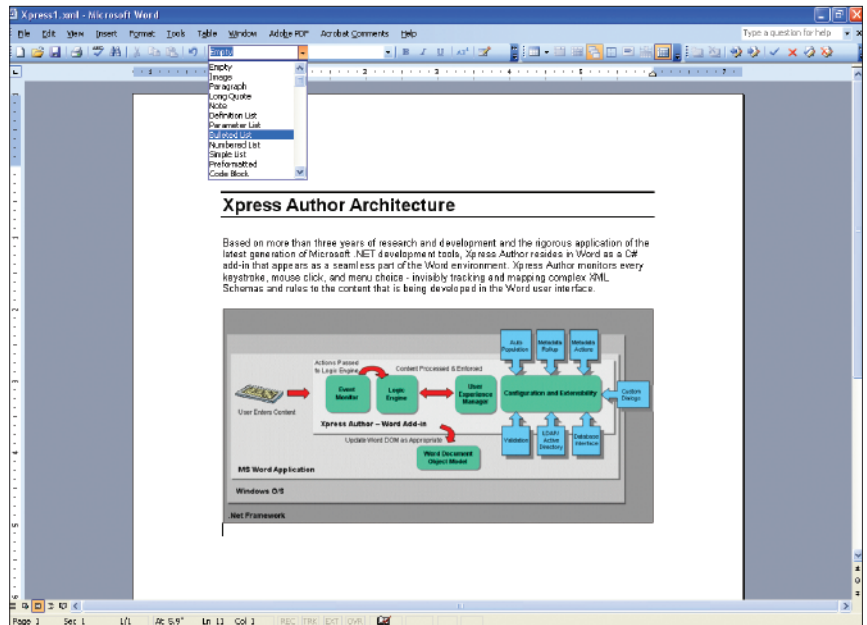 Xpress1.xml - Microsoft Word
File Edit View Insert Format Tools Table Window Adobe PDF Acrobat Comments Help
Type a question for help
Empty
Empty
Image
Paragraph
Long Quote
Note
Definition List
Parameter List
Bulleted List
Numbered List
Simple List
Preformatted
Code Block
Xpress Author Architecture
Based on more than three years of research and development and the rigorous application of the
latest generation of Microsoft .NET development tools, Xpress Author resides in Word as a C#
add-in that appears as a seamless part of the Word environment. Xpress Author monitors every
keystroke, mouse click, and menu choice - invisibly tracking and mapping complex XML
Schemas and rules to the content that is being developed in the Word user interface.
Auto
Population
Metadata
Rollup
Metadata
Actions
Actions Passed
to Logic Engine
Content Processed & Enforced
Event
Monitor
Logic
Engine
User
Experience
Manager
Configuration and Extensibility
Custom
Design
User Enters Content
Xpress Author – Word Add-in
Validation
LDAP/
Active
Directory
Database
Interface
Update Word DOM as Appropriate
Word Document
Object Model
MS Word Application
Windows O/S
.Net Framework
Page 1 Sec 1 1/1 At 5.9" Ln 11 Col 1 REC TRK EXT OVR